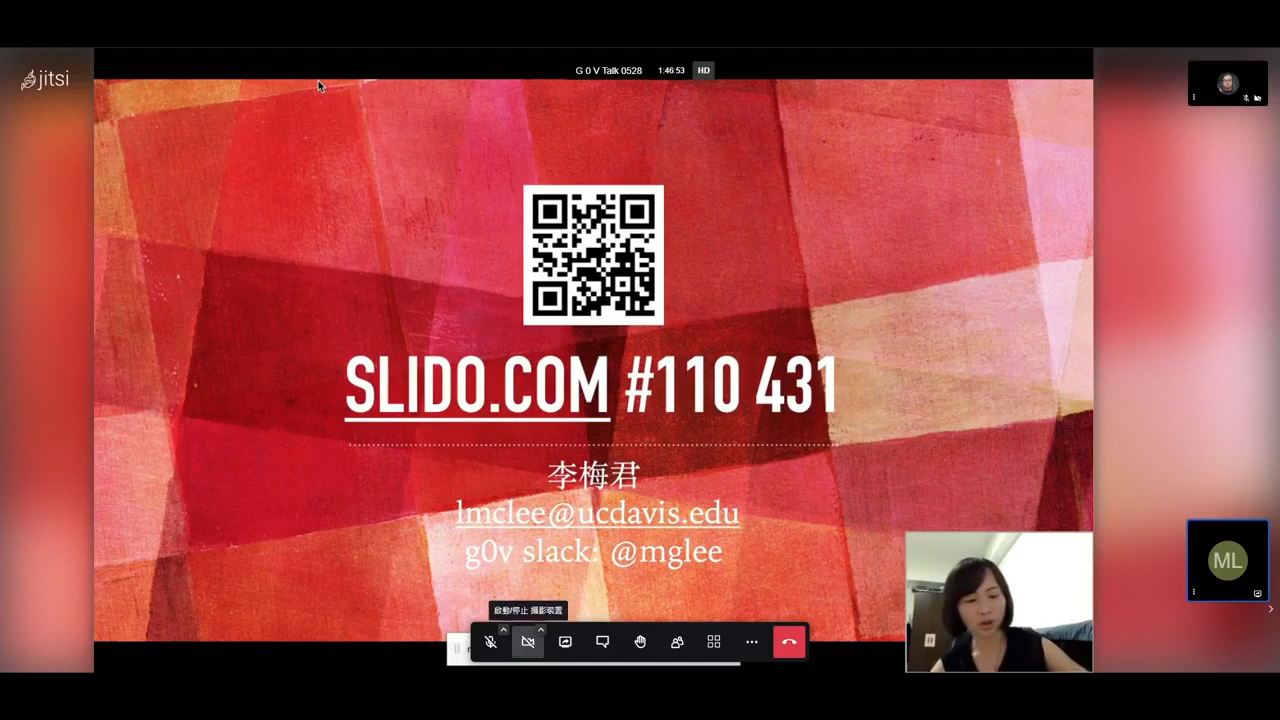 jitsi
G 0 V Talk 0528 1:46:53 HD
SLIDO.COM #110 431
李梅君
lmclee@ucdavis.edu
g0v slack: @mglee
ML
啟動/停止 攝影裝置